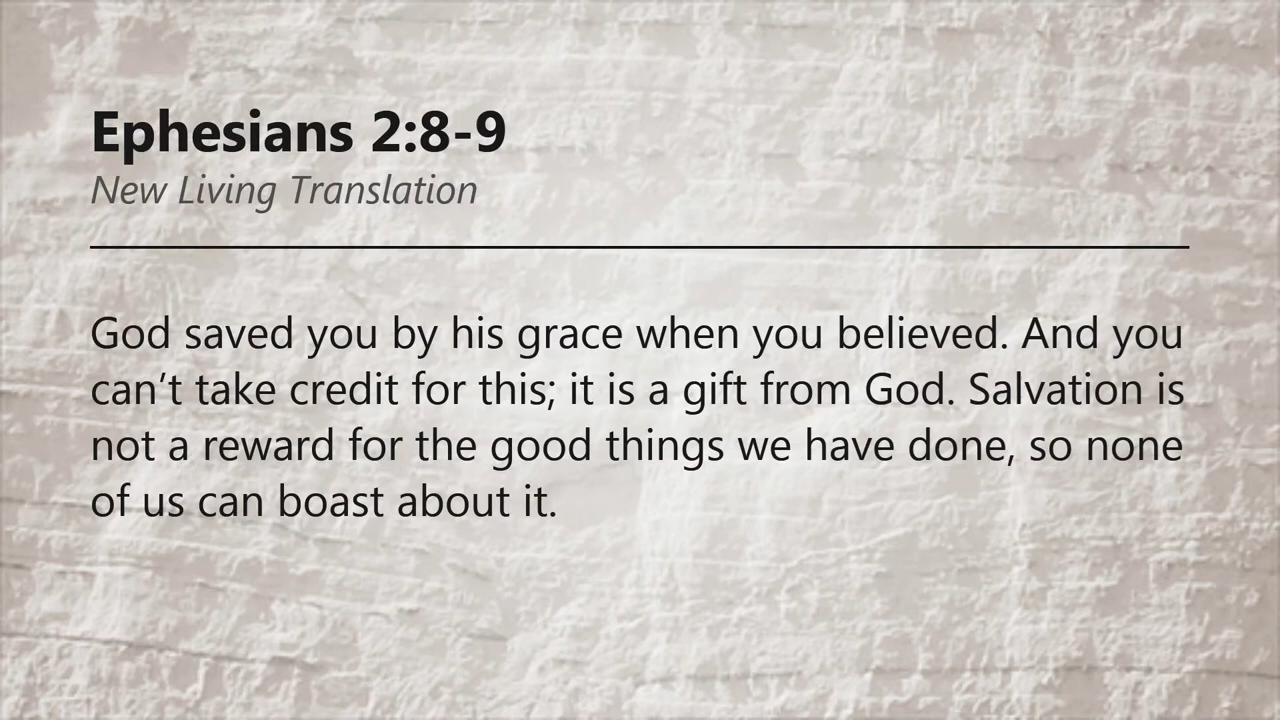 Ephesians 2:8-9
New Living Translation
God saved you by his grace when you believed. And you
can’t take credit for this; it is a gift from God. Salvation is
not a reward for the good things we have done, so none
of us can boast about it.